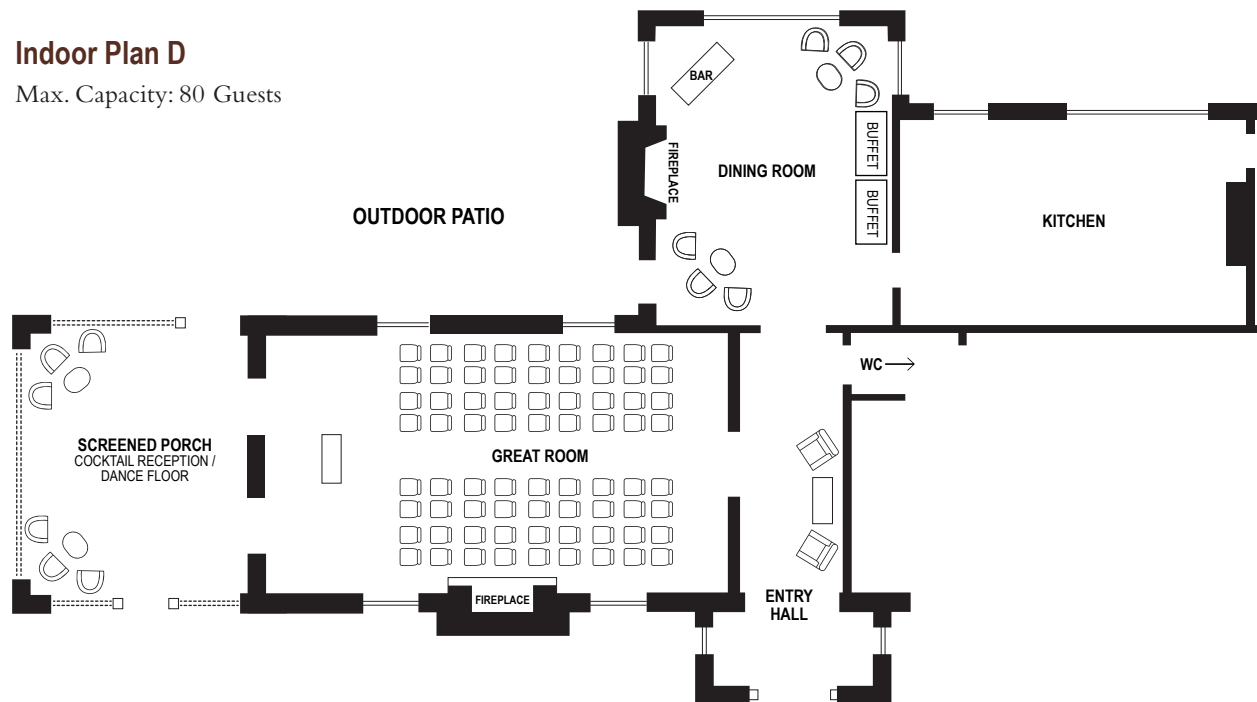 Indoor Plan D
Max. Capacity: 80 Guests
BAR
FIREPLACE
DINING ROOM
BUFFET
BUFFET
KITCHEN
OUTDOOR PATIO
WC
SCREENED PORCH
COCKTAIL RECEPTION /
DANCE FLOOR
GREAT ROOM
FIREPLACE
ENTRY
HALL